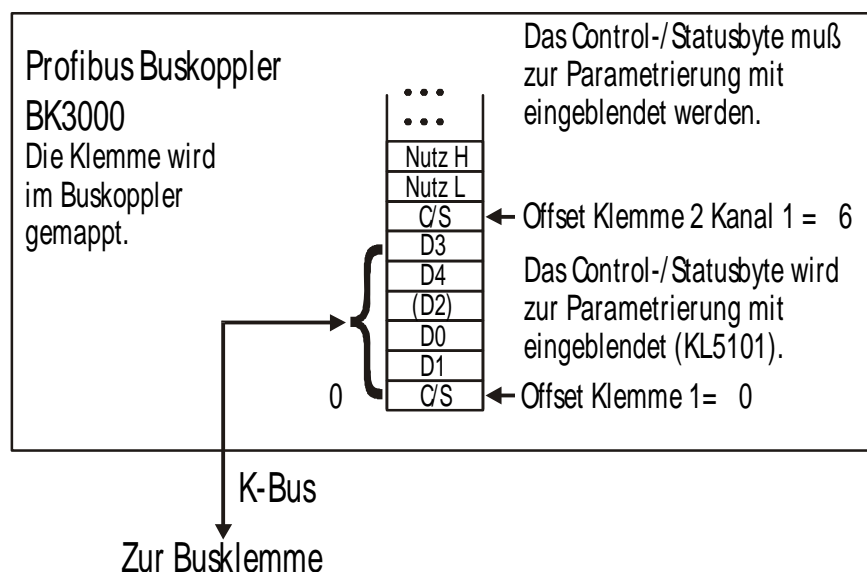 Profibus Buskoppler
BK3000
Die Klemme wird
im Buskoppler
gemappt.
Das Control-/Statusbyte muß
zur Parametrierung mit
eingeblendet werden.
Nutz H
Nutz L
C/S
Offset Klemme 2 Kanal 1 = 6
D3
D4
(D2)
D0
D1
0
C/S
Das Control-/Statusbyte wird
zur Parametrierung mit
eingeblendet (KL5101).
Offset Klemme 1= 0
K-Bus
Zur Busklemme